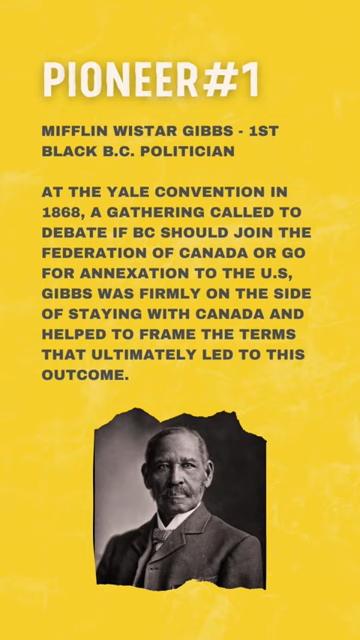 PIONEER#1
MIFFLIN WISTAR GIBBS - 1ST
BLACK B.C. POLITICIAN
AT THE YALE CONVENTION IN
1868, A GATHERING CALLED TO
DEBATE IF BC SHOULD JOIN THE
FEDERATION OF CANADA OR GO
FOR ANNEXATION TO THE U.S,
GIBBS WAS FIRMLY ON THE SIDE
OF STAYING WITH CANADA AND
HELPED TO FRAME THE TERMS
THAT ULTIMATELY LED TO THIS
OUTCOME.